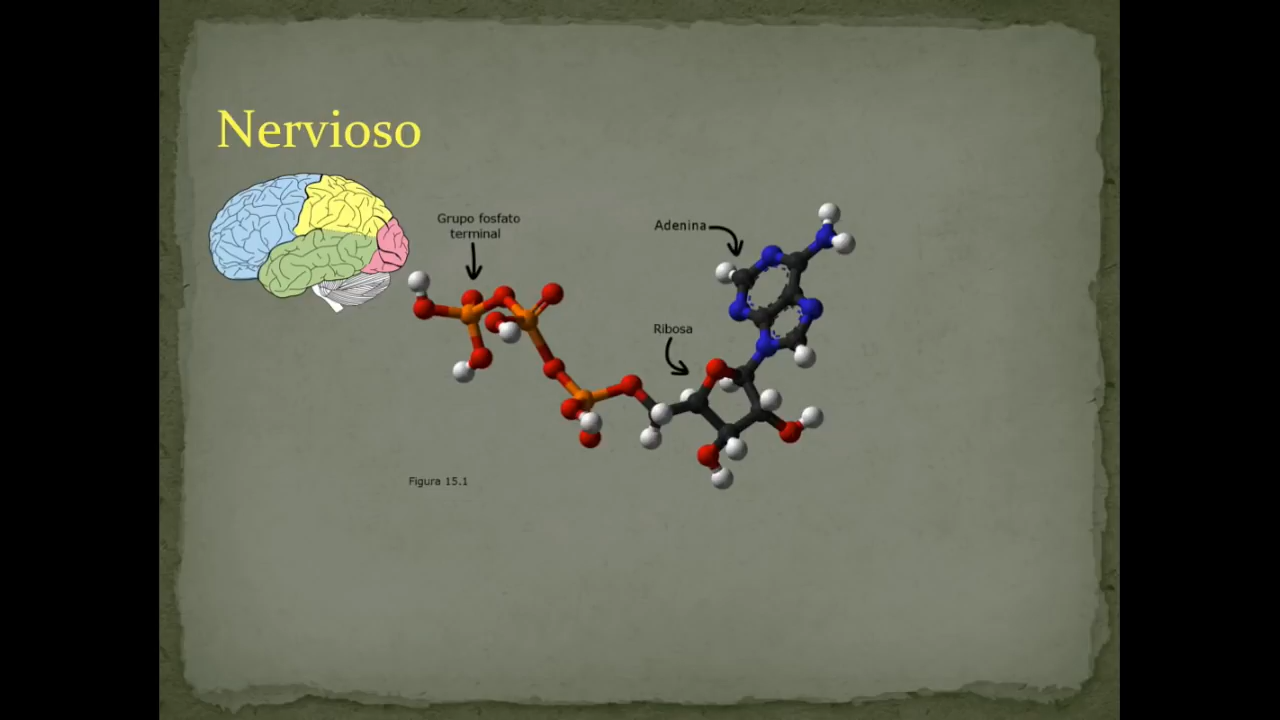 Nervioso
Grupo fosfato
terminal
Adenina
Ribosa
Figura 15.1